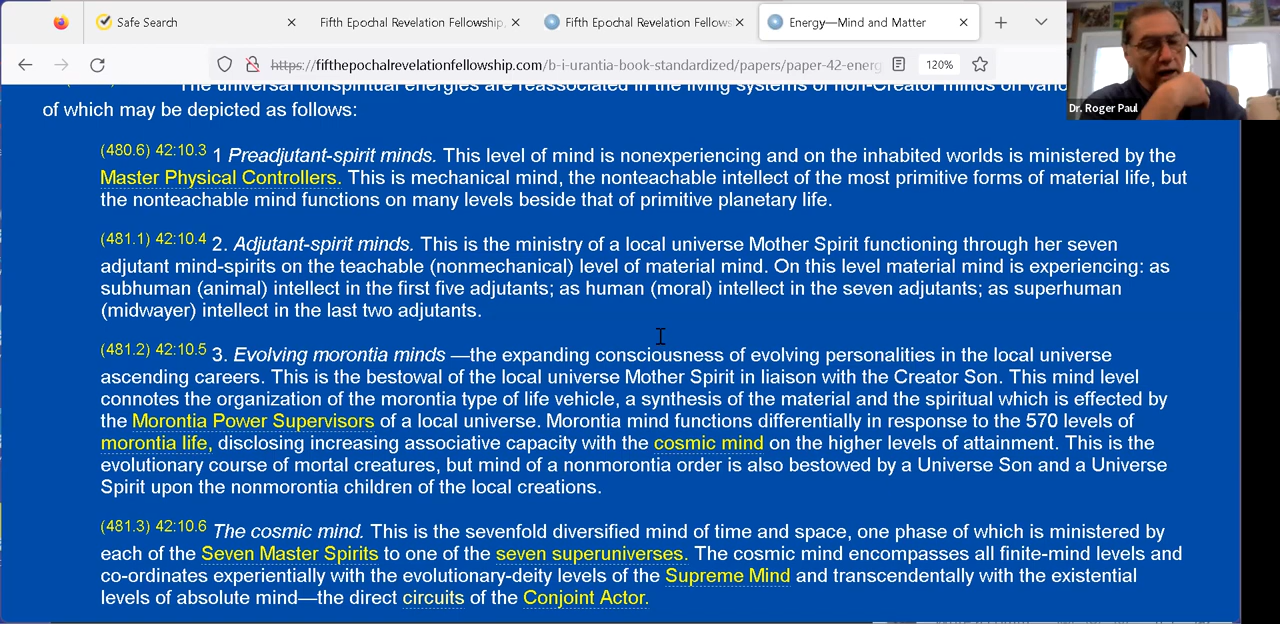 Safe Search
Fifth Epochal Revelation Fellowship,
Fifth Epochal Revelation Fellows
Energy—Mind and Matter
https://fifthepochalrevelationfellowship.com/b-i-urantia-book-standardized/papers/paper-42-energ
120%
Dr. Roger Paul
The universal nonspiritual energies are reassociated in the living systems of non-Creator minds on vario
of which may be depicted as follows:
(480.6) 42:10.3 1 Preadjutant-spirit minds. This level of mind is nonexperiencing and on the inhabited worlds is ministered by the
Master Physical Controllers. This is mechanical mind, the nonteachable intellect of the most primitive forms of material life, but
the nonteachable mind functions on many levels beside that of primitive planetary life.
(481.1) 42:10.4 2. Adjutant-spirit minds. This is the ministry of a local universe Mother Spirit functioning through her seven
adjutant mind-spirits on the teachable (nonmechanical) level of material mind. On this level material mind is experiencing: as
subhuman (animal) intellect in the first five adjutants; as human (moral) intellect in the seven adjutants; as superhuman
(midwayer) intellect in the last two adjutants.
(481.2) 42:10.5 3. Evolving morontia minds —the expanding consciousness of evolving personalities in the local universe
ascending careers. This is the bestowal of the local universe Mother Spirit in liaison with the Creator Son. This mind level
connotes the organization of the morontia type of life vehicle, a synthesis of the material and the spiritual which is effected by
the Morontia Power Supervisors of a local universe. Morontia mind functions differentially in response to the 570 levels of
morontia life, disclosing increasing associative capacity with the cosmic mind on the higher levels of attainment. This is the
evolutionary course of mortal creatures, but mind of a nonmorontia order is also bestowed by a Universe Son and a Universe
Spirit upon the nonmorontia children of the local creations.
(481.3) 42:10.6 The cosmic mind. This is the sevenfold diversified mind of time and space, one phase of which is ministered by
each of the Seven Master Spirits to one of the seven superuniverses. The cosmic mind encompasses all finite-mind levels and
co-ordinates experientially with the evolutionary-deity levels of the Supreme Mind and transcendentally with the existential
levels of absolute mind—the direct circuits of the Conjoint Actor.